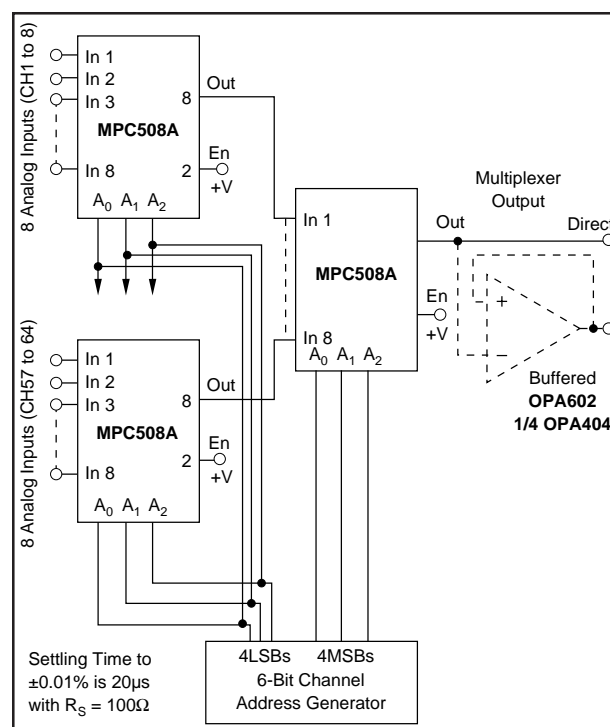 8 Analog Inputs (CH1 to 8)
In 1
In 2
In 3
In 8
MPC508A
8
2
Out
En
+V
A0 A1 A2
8 Analog Inputs (CH57 to 64)
In 1
In 2
In 3
In 8
MPC508A
8
2
Out
En
+V
A0 A1 A2
In 1
In 8
MPC508A
A0 A1 A2
Out
En
+V
Multiplexer
Output
Direct
+
–
Buffered
OPA602
1/4 OPA404
4LSBs 4MSBs
6-Bit Channel
Address Generator
Settling Time to
±0.01% is 20µs
with RS = 100Ω